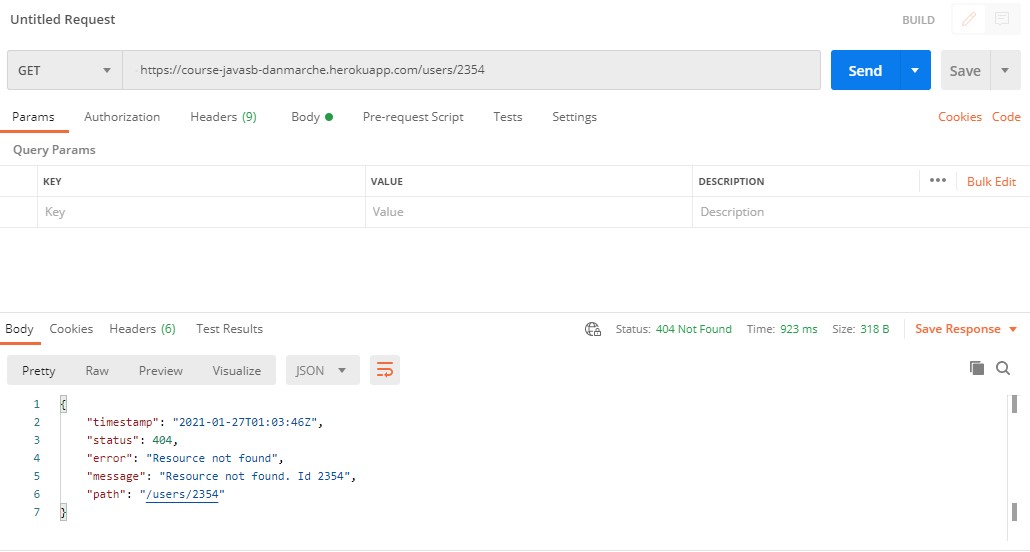 Untitled Request BUILD
GET https://course-javasb-danmarche.herokuapp.com/users/2354 Send Save
Params Authorization Headers (9) Body Pre-request Script Tests Settings Cookies Code
Query Params
KEY VALUE DESCRIPTION ••• Bulk Edit
Key Value Description
Body Cookies Headers (6) Test Results Status: 404 Not Found Time: 923 ms Size: 318 B Save Response
Pretty Raw Preview Visualize JSON
1 {
2 "timestamp": "2021-01-27T01:03:46Z",
3 "status": 404,
4 "error": "Resource not found",
5 "message": "Resource not found. Id 2354",
6 "path": "/users/2354"
7 }